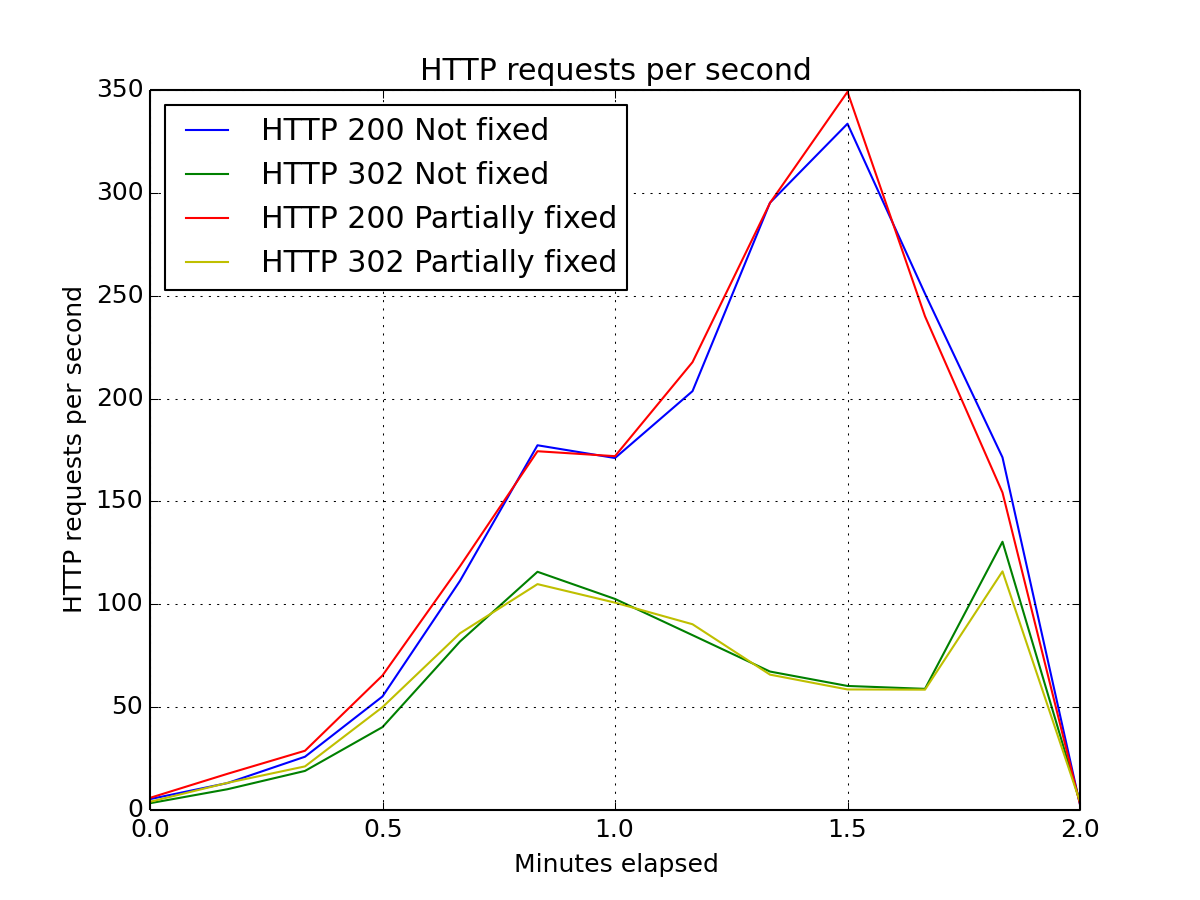 HTTP requests per second
350
300
250
200
150
100
50
0
HTTP requests per second
HTTP 200 Not fixed
HTTP 302 Not fixed
HTTP 200 Partially fixed
HTTP 302 Partially fixed
0.0 0.5 1.0 1.5 2.0
Minutes elapsed